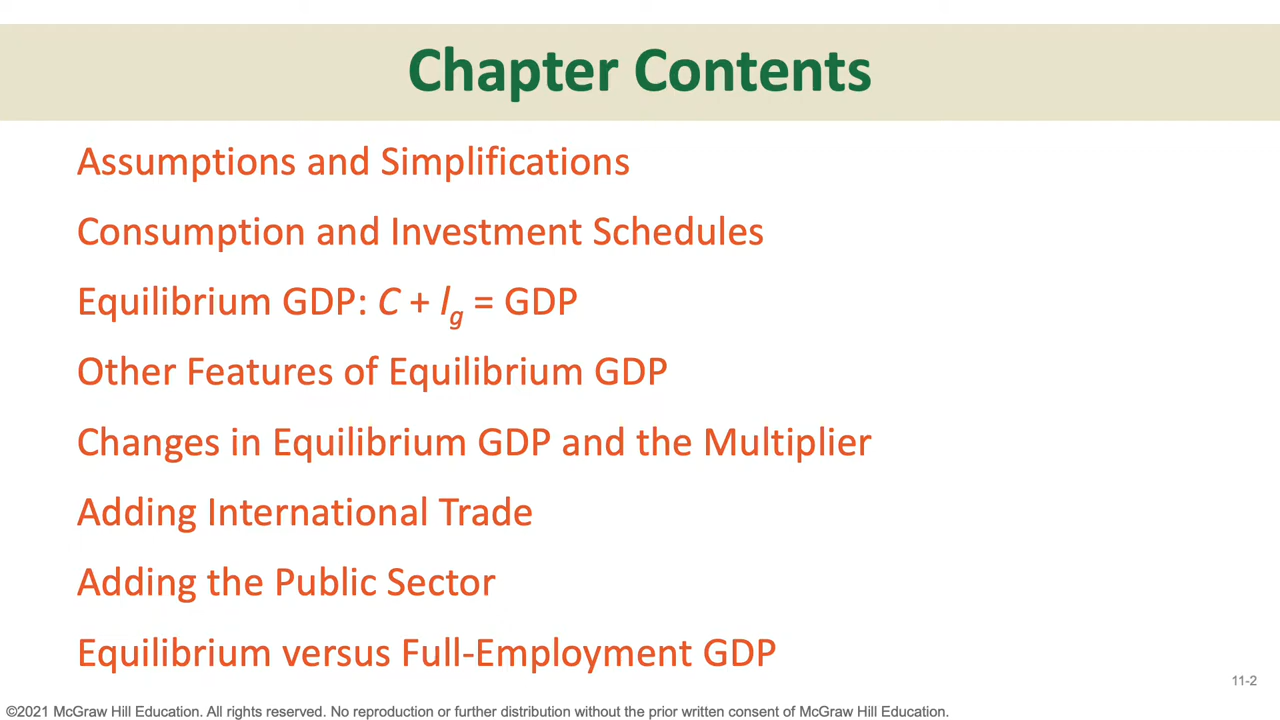 Chapter Contents
Assumptions and Simplifications
Consumption and Investment Schedules
Equilibrium GDP: C + lg = GDP
Other Features of Equilibrium GDP
Changes in Equilibrium GDP and the Multiplier
Adding International Trade
Adding the Public Sector
Equilibrium versus Full-Employment GDP
11-2
©2021 McGraw Hill Education. All rights reserved. No reproduction or further distribution without the prior written consent of McGraw Hill Education.